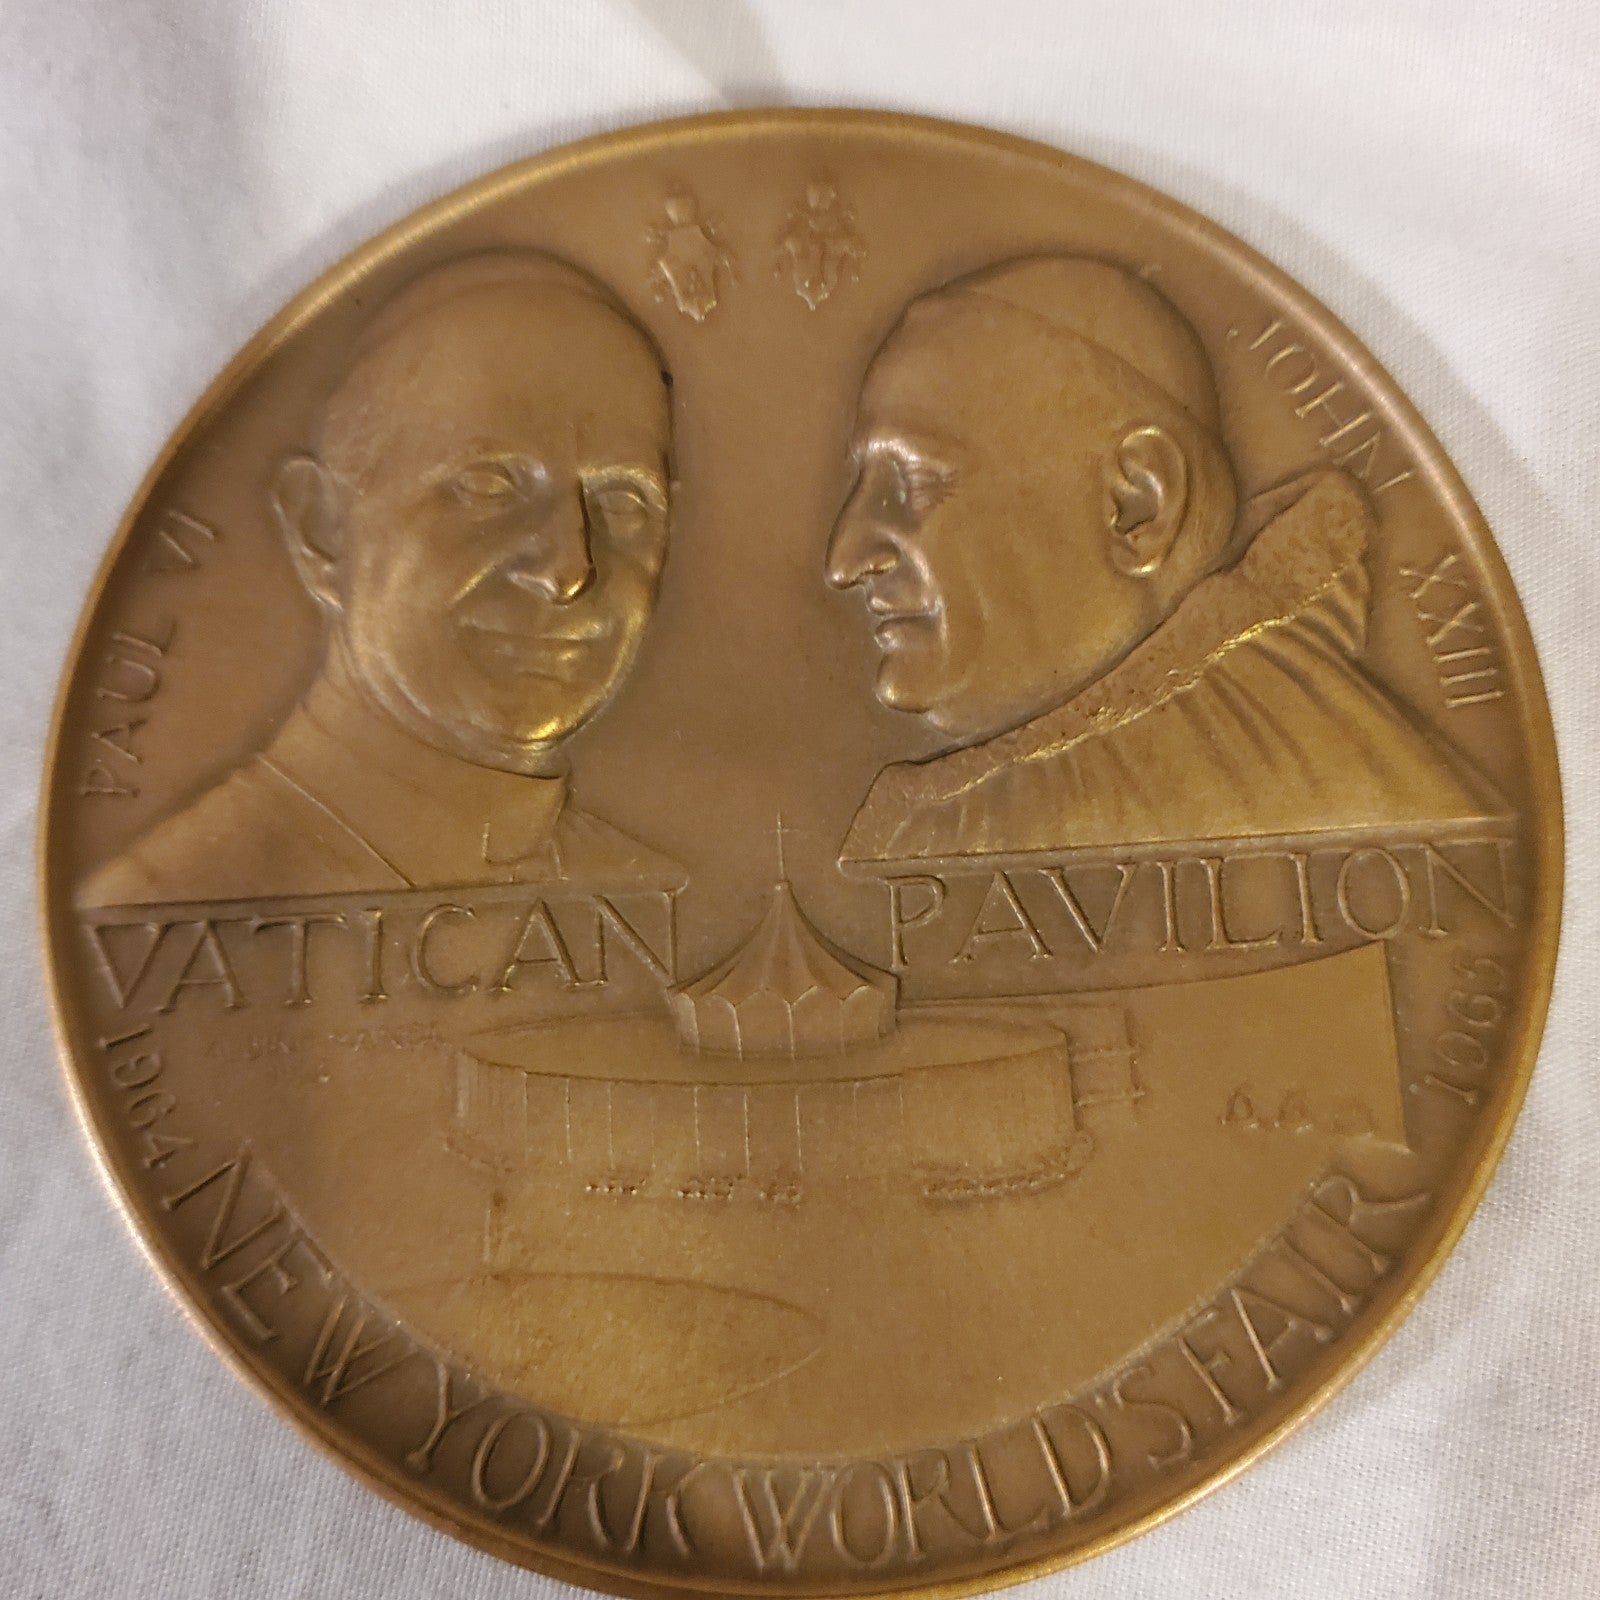 PAUL VI
JOHN XXIII
VATICAN PAVILION
1964
1965
NEW YORK WORLD'S FAIR